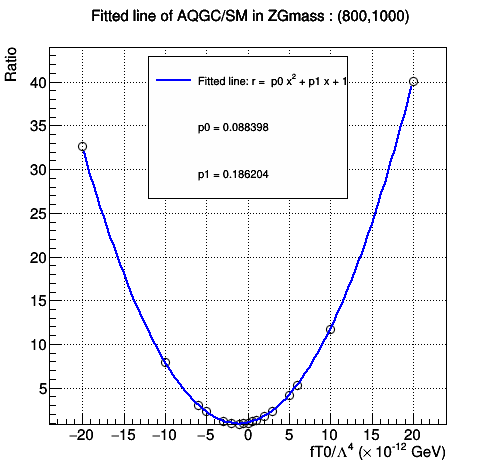 Fitted line of AQGC/SM in ZGmass : (800,1000)
Ratio
Fitted line: r = p0 x² + p1 x + 1
p0 = 0.088398
p1 = 0.186204
40
35
30
25
20
15
10
5
−20 −15 −10 −5 0 5 10 15 20
fT0/Λ⁴ (× 10⁻¹² GeV)